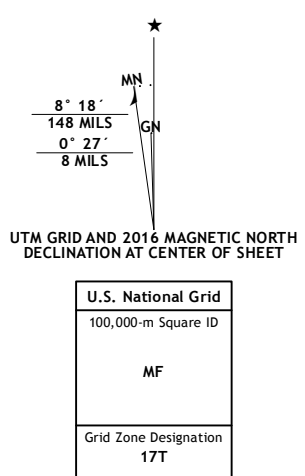 ★
MN
8° 18´
148 MILS
GN
0° 27´
8 MILS
UTM GRID AND 2016 MAGNETIC NORTH
DECLINATION AT CENTER OF SHEET
U.S. National Grid
100,000-m Square ID
MF
Grid Zone Designation
17T